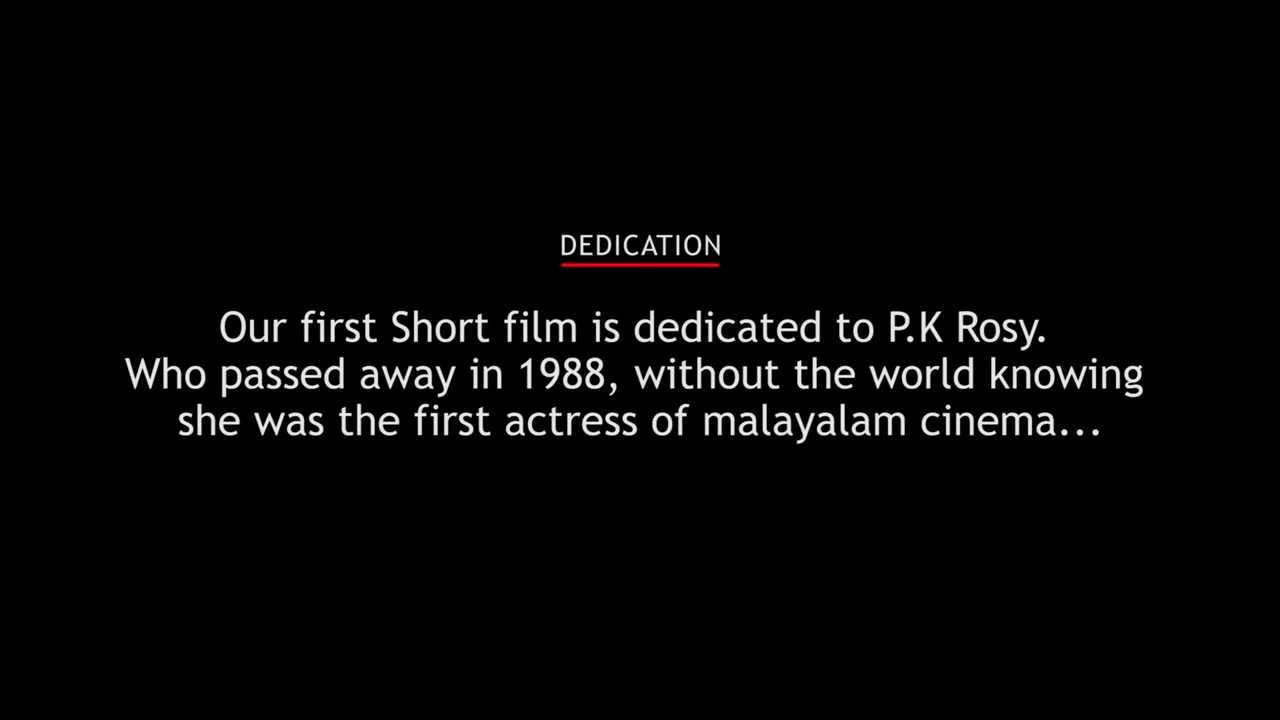 DEDICATION
Our first Short film is dedicated to P.K Rosy.
Who passed away in 1988, without the world knowing
she was the first actress of malayalam cinema...